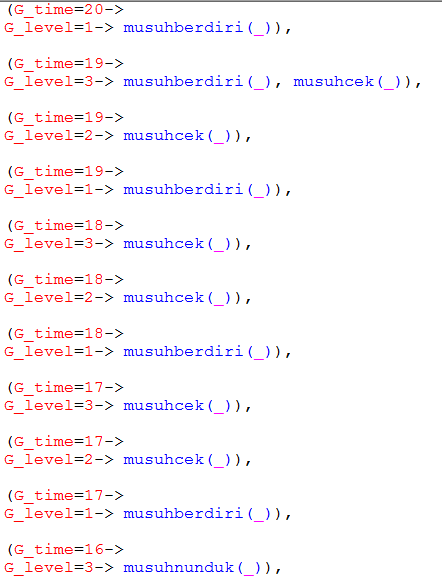 (G_time=20->
G_level=1-> musuhberdiri(_)),
(G_time=19->
G_level=3-> musuhberdiri(_), musuhcek(_)),
(G_time=19->
G_level=2-> musuhcek(_)),
(G_time=19->
G_level=1-> musuhberdiri(_)),
(G_time=18->
G_level=3-> musuhcek(_)),
(G_time=18->
G_level=2-> musuhcek(_)),
(G_time=18->
G_level=1-> musuhberdiri(_)),
(G_time=17->
G_level=3-> musuhcek(_)),
(G_time=17->
G_level=2-> musuhcek(_)),
(G_time=17->
G_level=1-> musuhberdiri(_)),
(G_time=16->
G_level=3-> musuhnunduk(_)),